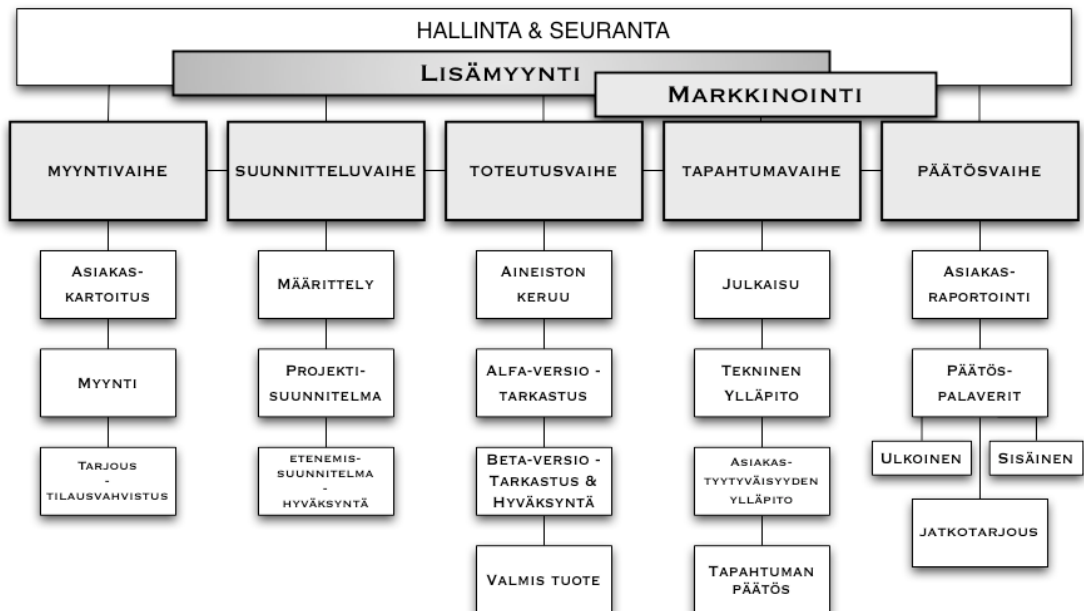 HALLINTA & SEURANTA
LISÄMYYNTI
MARKKINOINTI
MYYNTIVAIHE
SUUNNITTELUVAIHE
TOTEUTUSVAIHE
TAPAHTUMAVAIHE
PÄÄTÖSVAIHE
ASIAKAS-
KARTOITUS
MYYNTI
TARJOUS
-
TILAUSVAHVISTUS
MÄÄRITTELY
PROJEKTI-
SUUNNITELMA
ETENEMIS-
SUUNNITELMA
-
HYVÄKSYNTÄ
AINEISTON
KERUU
ALFA-VERSIO -
TARKASTUS
BETA-VERSIO -
TARKASTUS &
HYVÄKSYNTÄ
VALMIS TUOTE
JULKAISU
TEKNINEN
YLLÄPITO
ASIAKAS-
TYYTYVÄISYYDEN
YLLÄPITO
TAPAHTUMAN
PÄÄTÖS
ASIAKAS-
RAPORTOINTI
PÄÄTÖS-
PALAVERIT
ULKOINEN
SISÄINEN
JATKOTARJOUS